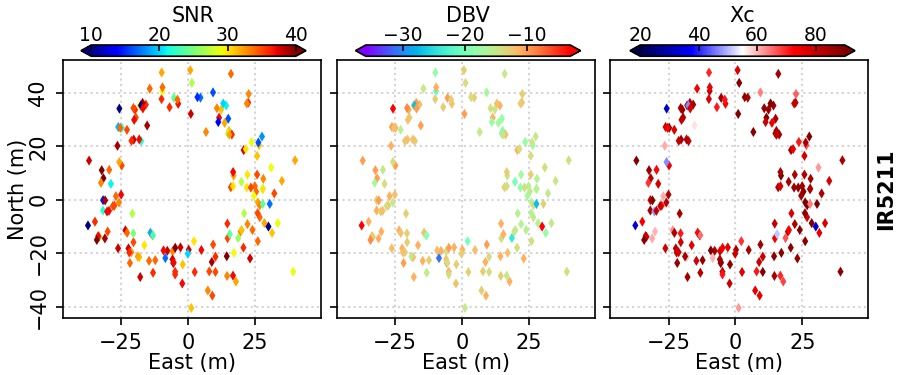 SNR DBV Xc
10 20 30 40 −30 −20 −10 20 40 60 80
North (m)
40
20
0
−20
−40
IR5211
−25 0 25 −25 0 25 −25 0 25
East (m) East (m) East (m)